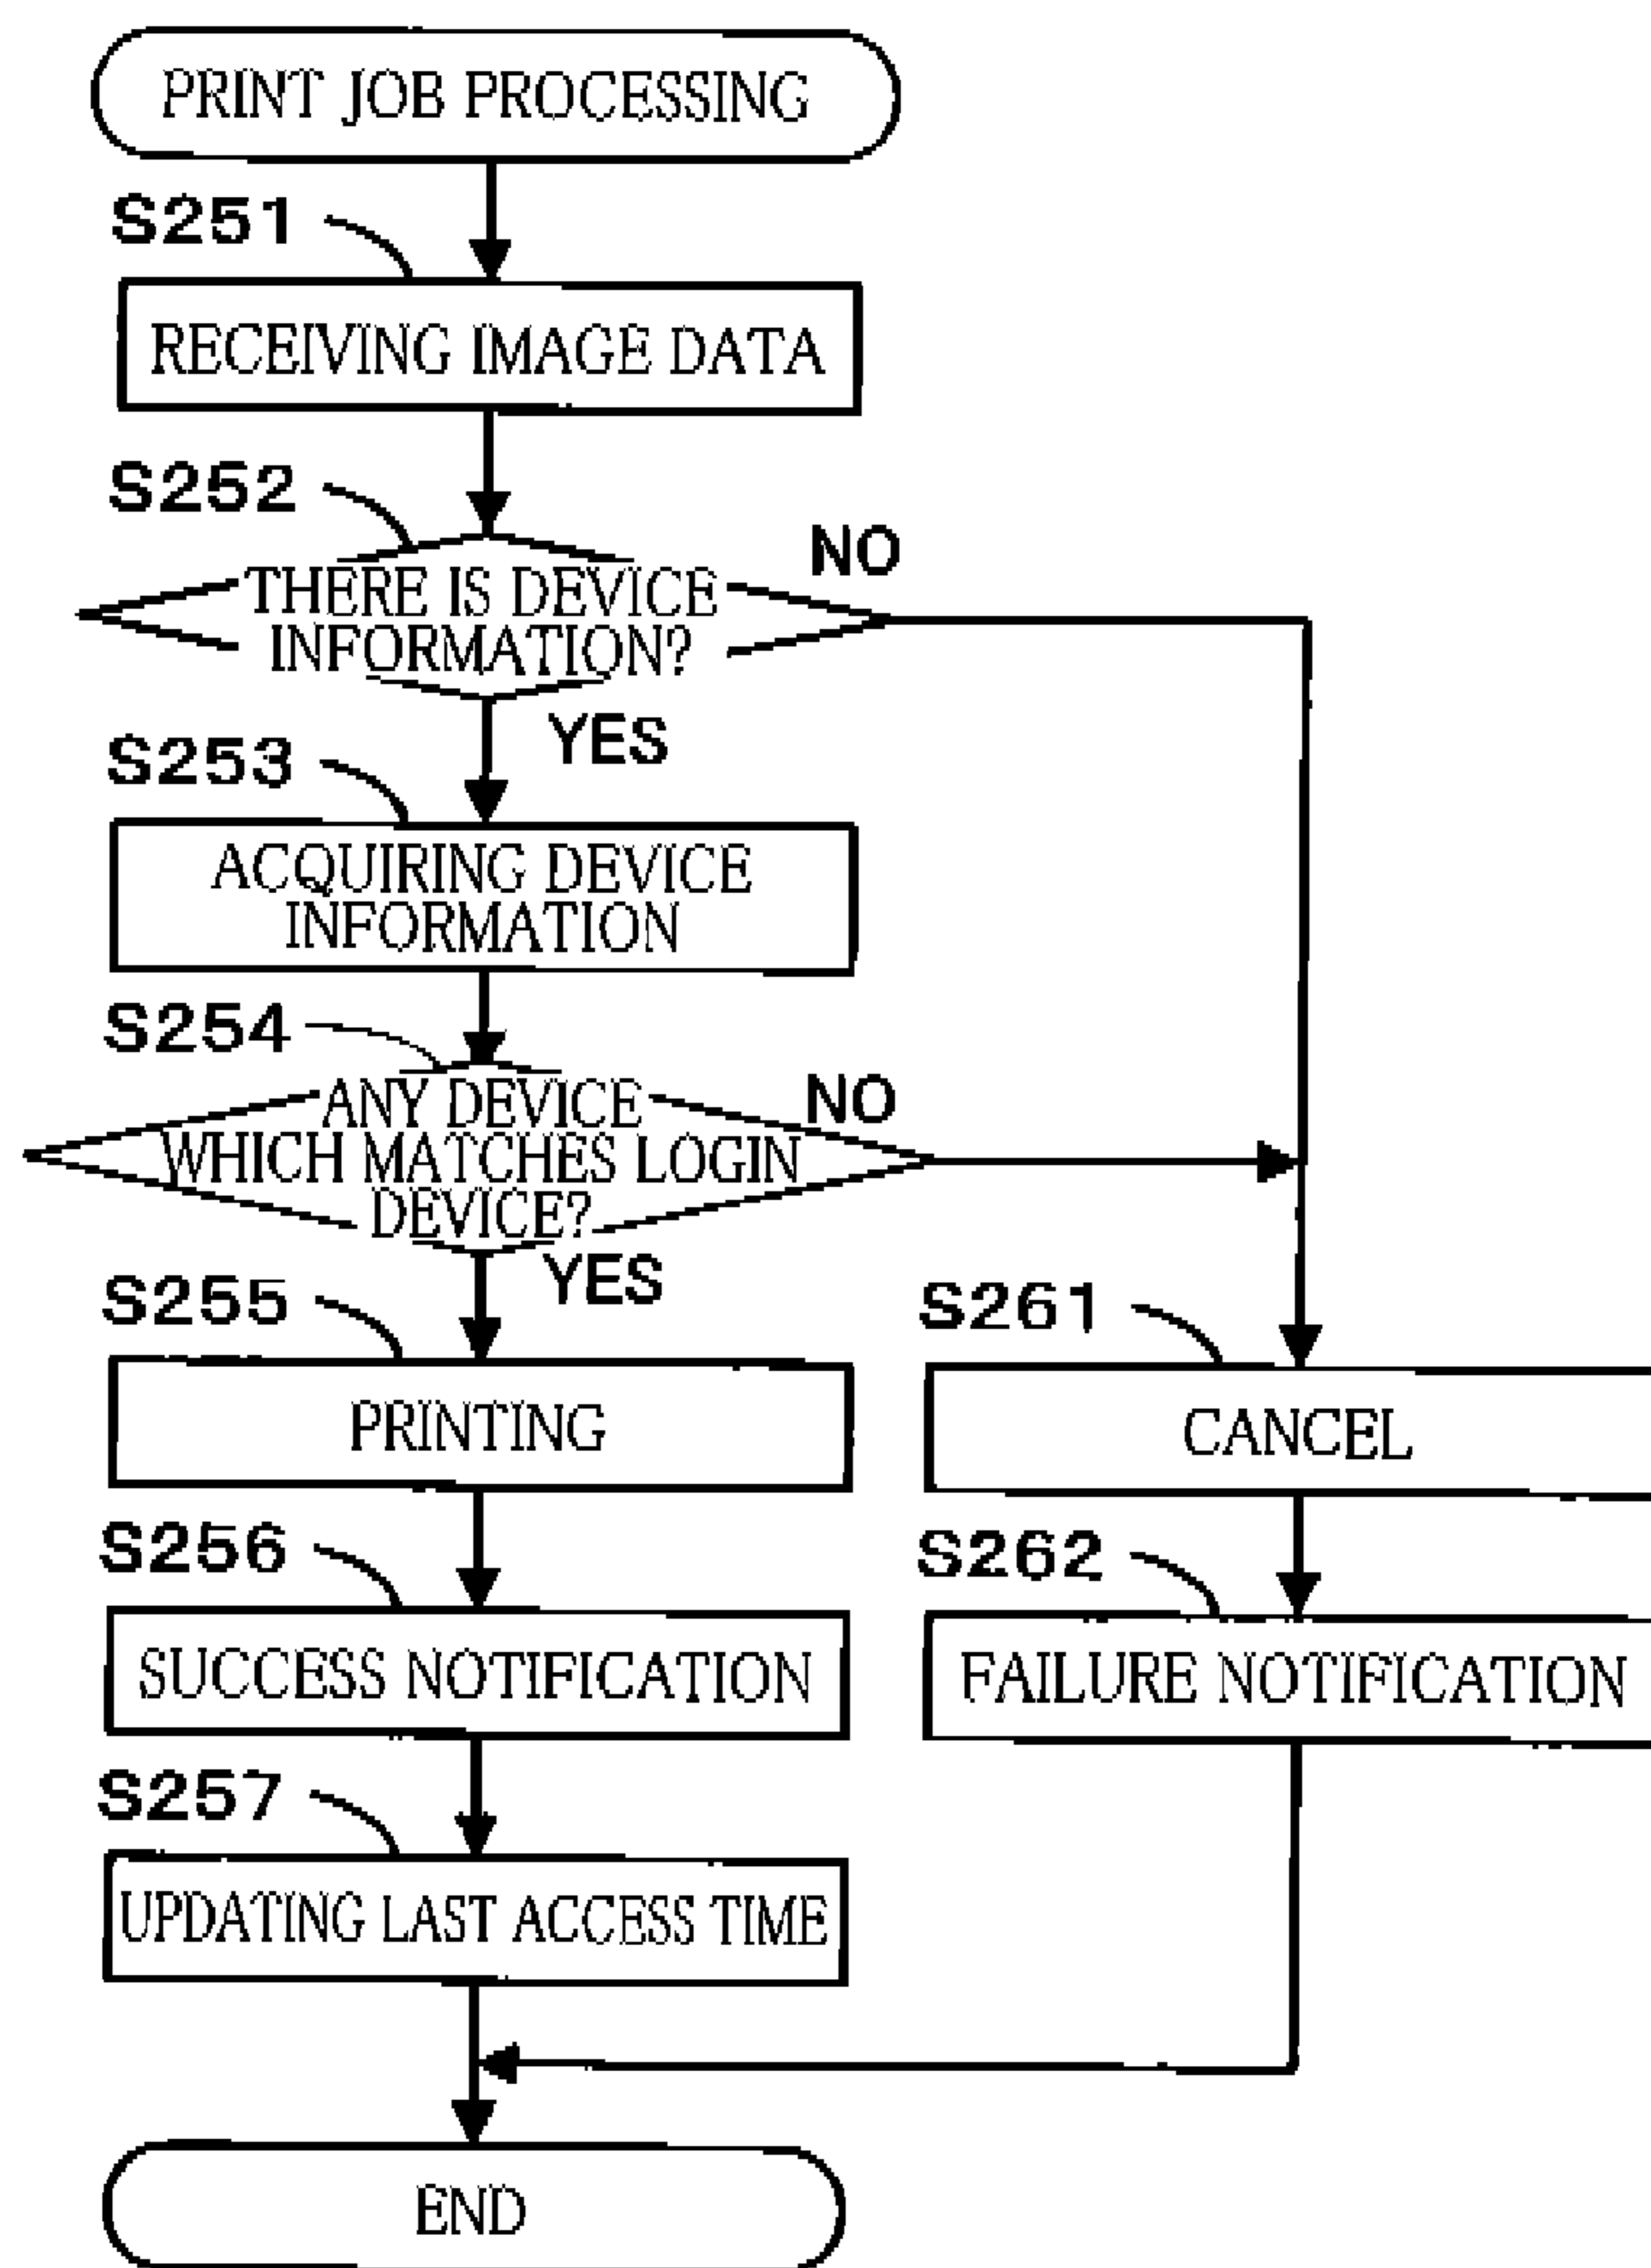 PRINT JOB PROCESSING
S251
RECEIVING IMAGE DATA
S252
NO
THERE IS DEVICE
INFORMATION?
YES
S253
ACQUIRING DEVICE
INFORMATION
S254
NO
ANY DEVICE
WHICH MATCHES LOGIN
DEVICE?
YES
S255
PRINTING
S261
CANCEL
S256
SUCCESS NOTIFICATION
S262
FAILURE NOTIFICATION
S257
UPDATING LAST ACCESS TIME
END